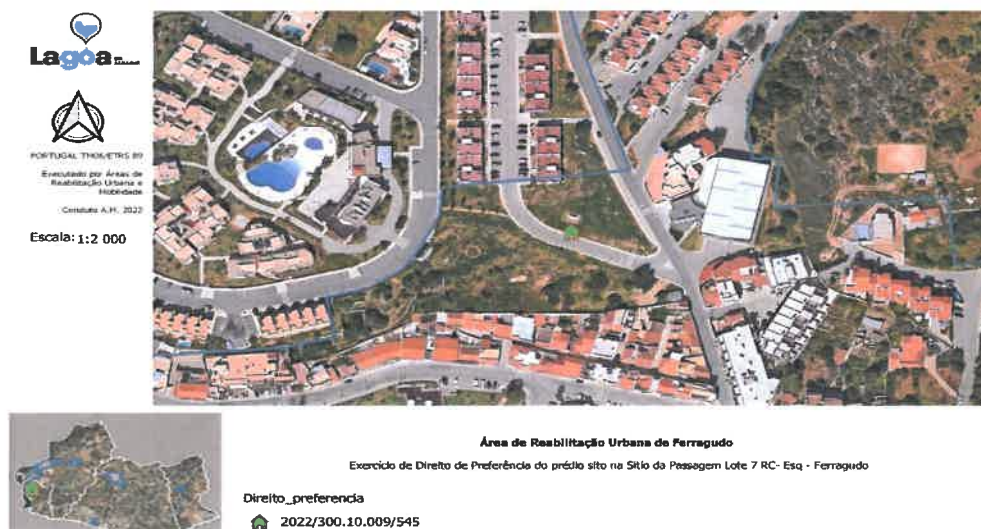 Lagoa
PORTUGAL TM06/ETRS 89
Executado por Áreas de
Reabilitação Urbana e
Mobilidade
A.M. 2022
Escala: 1:2 000
Área de Reabilitação Urbana de Ferragudo
Exercício de Direito de Preferência do prédio sito na Sítio da Passagem Lote 7 RC- Esq - Ferragudo
Direito_preferencia
2022/300.10.009/545